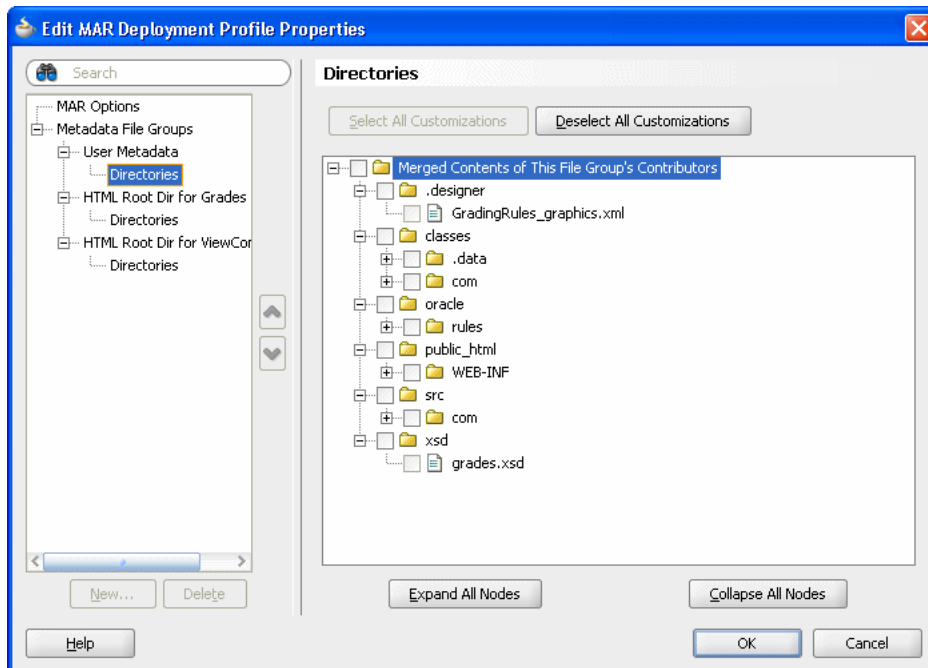 Edit MAR Deployment Profile Properties
Search
MAR Options
Metadata File Groups
User Metadata
Directories
HTML Root Dir for Grades
Directories
HTML Root Dir for ViewCor
Directories
New...
Delete
Directories
Select All Customizations
Deselect All Customizations
Merged Contents of This File Group's Contributors
.designer
GradingRules_graphics.xml
classes
.data
com
oracle
rules
public_html
WEB-INF
src
com
xsd
grades.xsd
Expand All Nodes
Collapse All Nodes
Help
OK
Cancel